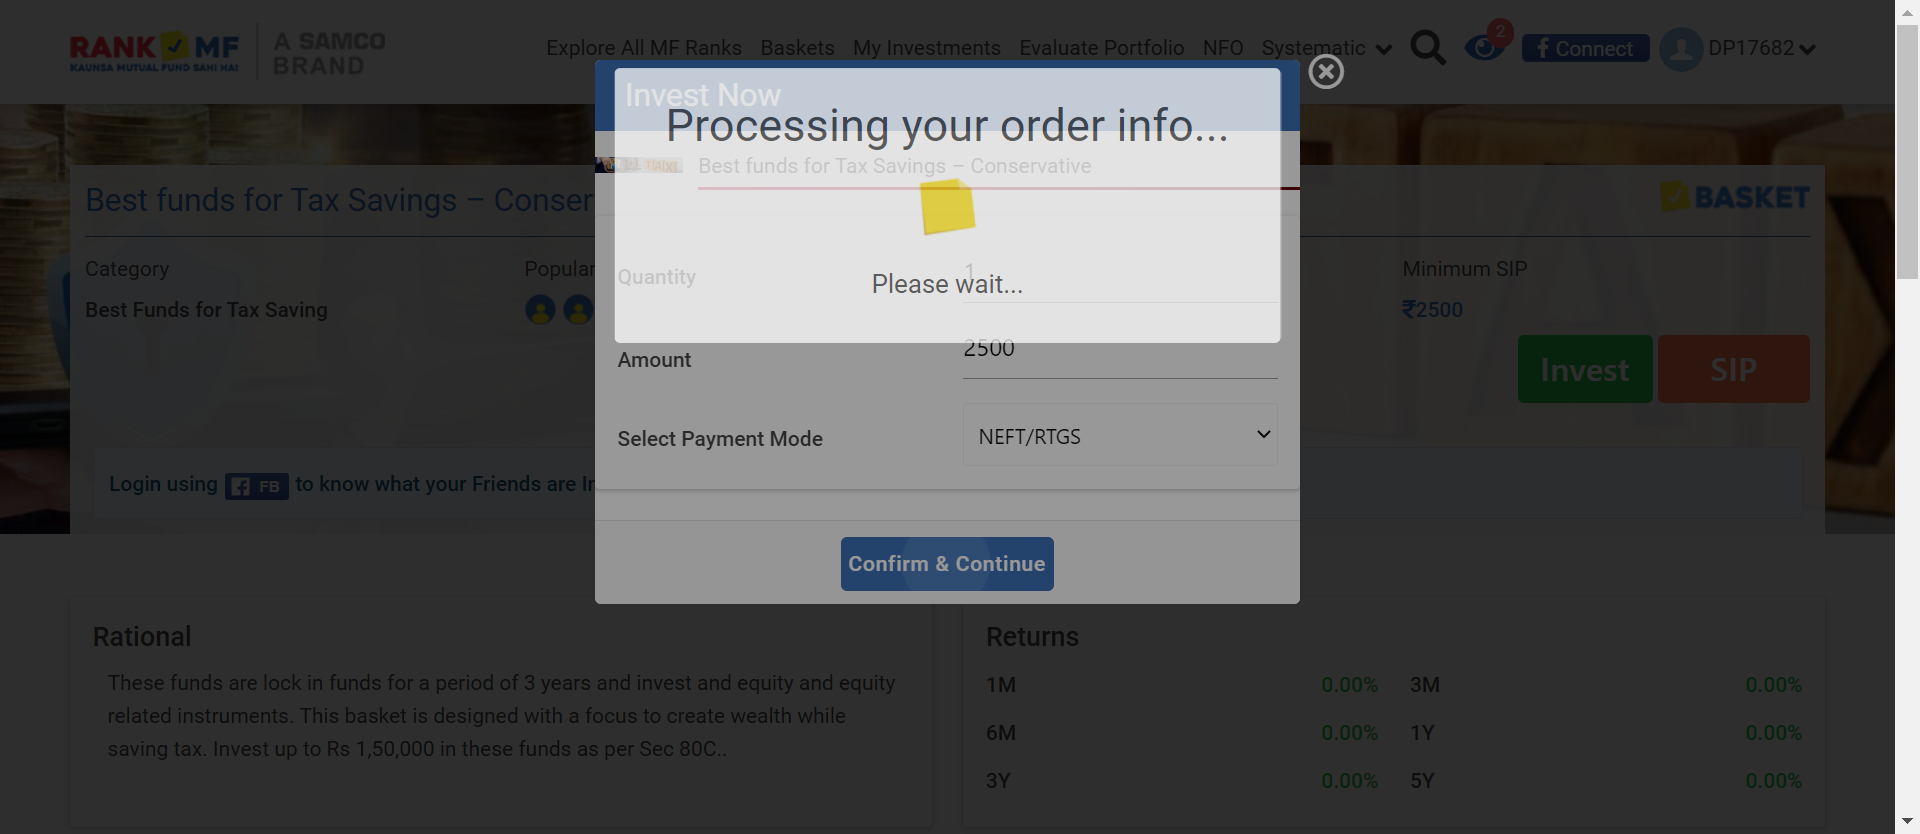 RANK MF
KAUNSA MUTUAL FUND SAHI HAI
A SAMCO
BRAND
Explore All MF Ranks Baskets My Investments Evaluate Portfolio NFO Systematic 2 f Connect DP17682
Invest Now
Processing your order info...
Best funds for Tax Savings – Conservative
Please wait...
Quantity 1
Amount 2500
Select Payment Mode NEFT/RTGS
Confirm & Continue
Best funds for Tax Savings – Conser
BASKET
Category Popular Minimum SIP
Best Funds for Tax Saving ₹2500
Invest SIP
Login using FB to know what your Friends are In
Rational
These funds are lock in funds for a period of 3 years and invest and equity and equity
related instruments. This basket is designed with a focus to create wealth while
saving tax. Invest up to Rs 1,50,000 in these funds as per Sec 80C..
Returns
1M 0.00% 3M 0.00%
6M 0.00% 1Y 0.00%
3Y 0.00% 5Y 0.00%